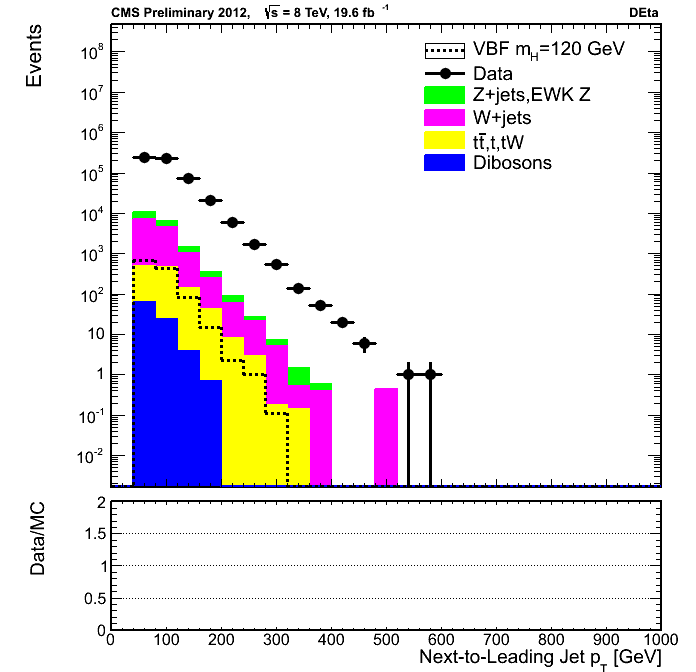 CMS Preliminary 2012, √s = 8 TeV, 19.6 fb⁻¹ DEta
Events
VBF m_H=120 GeV
Data
Z+jets,EWK Z
W+jets
tt̄,t,tW
Dibosons
10⁸
10⁷
10⁶
10⁵
10⁴
10³
10²
10
1
10⁻¹
10⁻²
Data/MC
2
1.5
1
0.5
0
0 100 200 300 400 500 600 700 800 900 1000
Next-to-Leading Jet p_T [GeV]